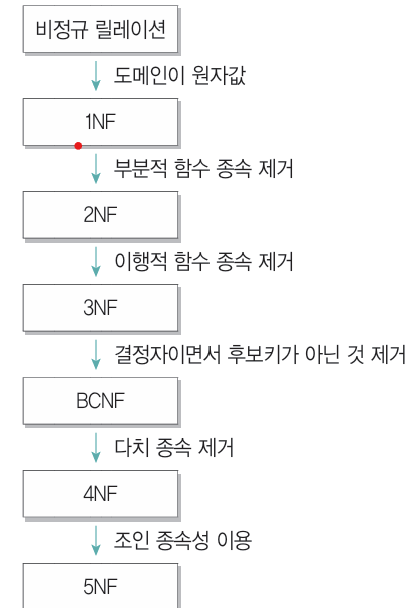 비정규 릴레이션
도메인이 원자값
1NF
부분적 함수 종속 제거
2NF
이행적 함수 종속 제거
3NF
결정자이면서 후보키가 아닌 것 제거
BCNF
다치 종속 제거
4NF
조인 종속성 이용
5NF